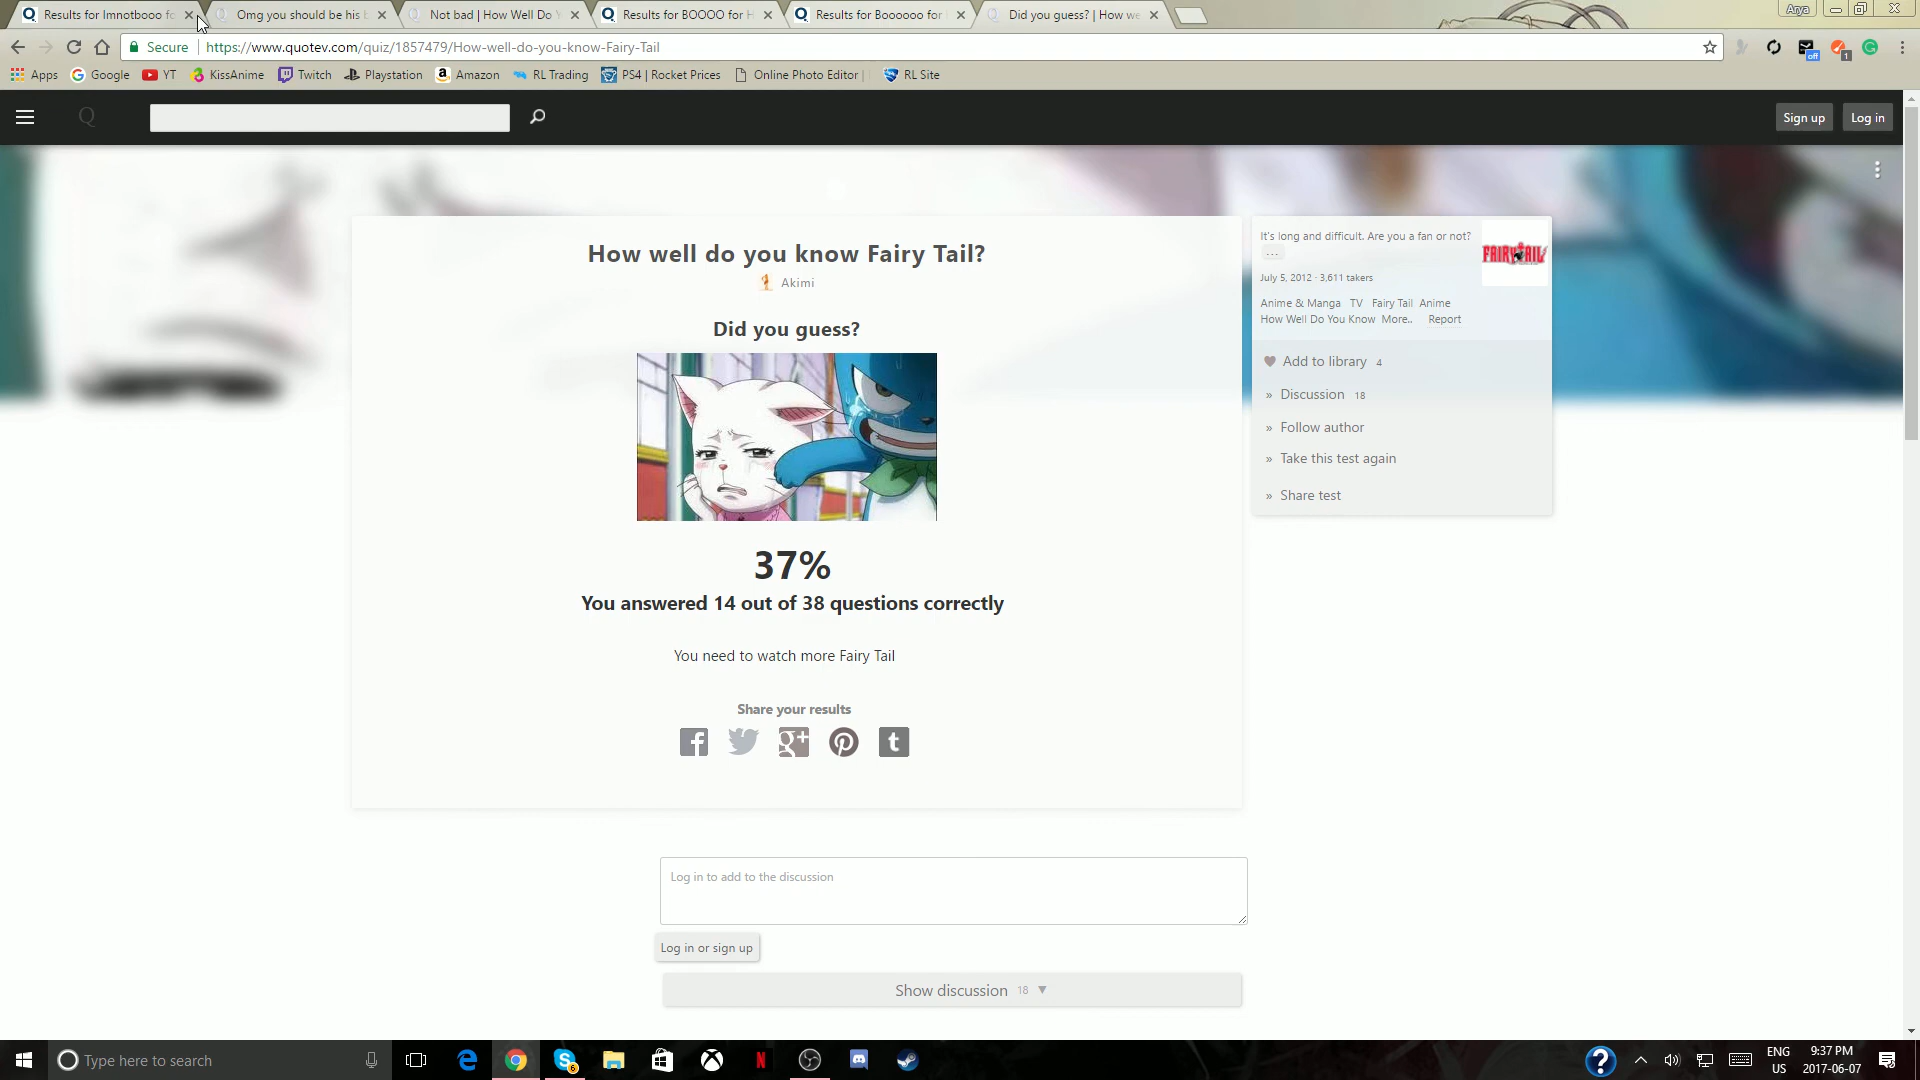 Results for Imnotbooo fo
Omg you should be his b
Not bad | How Well Do Y
Results for BOOOO for H
Results for Boooooo for
Did you guess? | How we
Arya
Secure
https://www.quotev.com/quiz/1857479/How-well-do-you-know-Fairy-Tail
off
1
Apps
Google
YT
KissAnime
Twitch
Playstation
Amazon
RL Trading
PS4 | Rocket Prices
Online Photo Editor |
RL Site
Q
Sign up
Log in
How well do you know Fairy Tail?
Akimi
Did you guess?
37%
You answered 14 out of 38 questions correctly
You need to watch more Fairy Tail
Share your results
It's long and difficult. Are you a fan or not?
...
FAIRY TAIL
July 5, 2012 · 3,611 takers
Anime & Manga TV Fairy Tail Anime
How Well Do You Know More.. Report
Add to library 4
» Discussion 18
» Follow author
» Take this test again
» Share test
Log in to add to the discussion
Log in or sign up
Show discussion 18 ▼
Type here to search
6
ENG
US
9:37 PM
2017-06-07